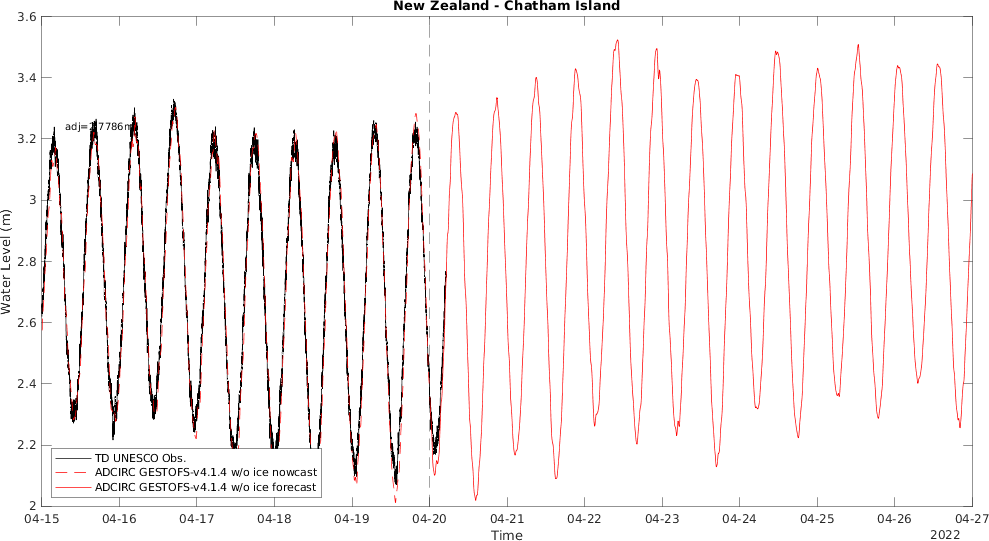 New Zealand - Chatham Island
3.6
3.4
3.2
3
2.8
2.6
2.4
2.2
2
Water Level (m)
TD UNESCO Obs.
ADCIRC GESTOFS-v4.1.4 w/o ice nowcast
ADCIRC GESTOFS-v4.1.4 w/o ice forecast
04-15 04-16 04-17 04-18 04-19 04-20 04-21 04-22 04-23 04-24 04-25 04-26 04-27
Time
2022